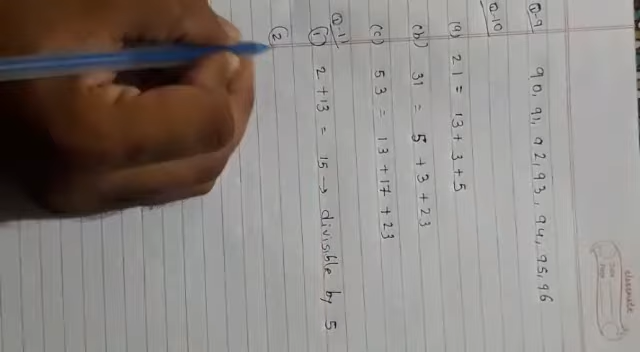 classmate
Q-9
90, 91, 92, 93, 94, 95, 96
Q-10
(a) 21 = 13 + 3 + 5
(b) 31 = 5 + 3 + 23
(c) 53 = 13 + 17 + 23
Q-11
(1) 2 + 13 = 15 → divisible by 5
(2)